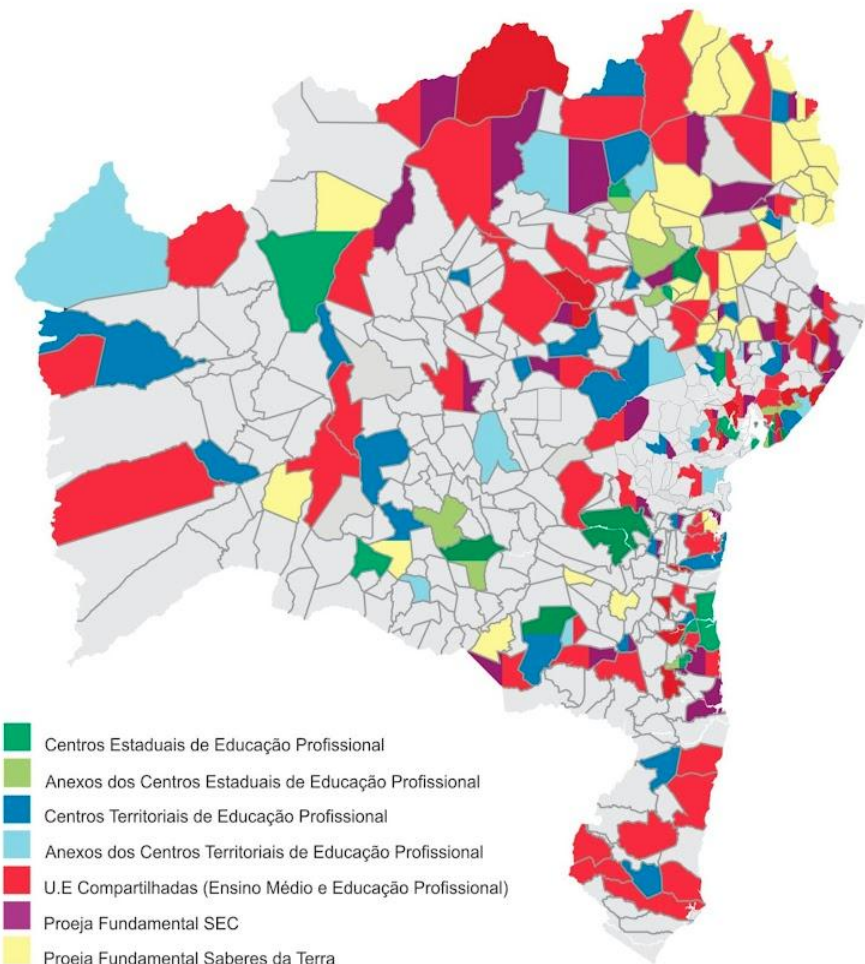 Centros Estaduais de Educação Profissional
Anexos dos Centros Estaduais de Educação Profissional
Centros Territoriais de Educação Profissional
Anexos dos Centros Territoriais de Educação Profissional
U.E Compartilhadas (Ensino Médio e Educação Profissional)
Proeja Fundamental SEC
Proeja Fundamental Saberes da Terra